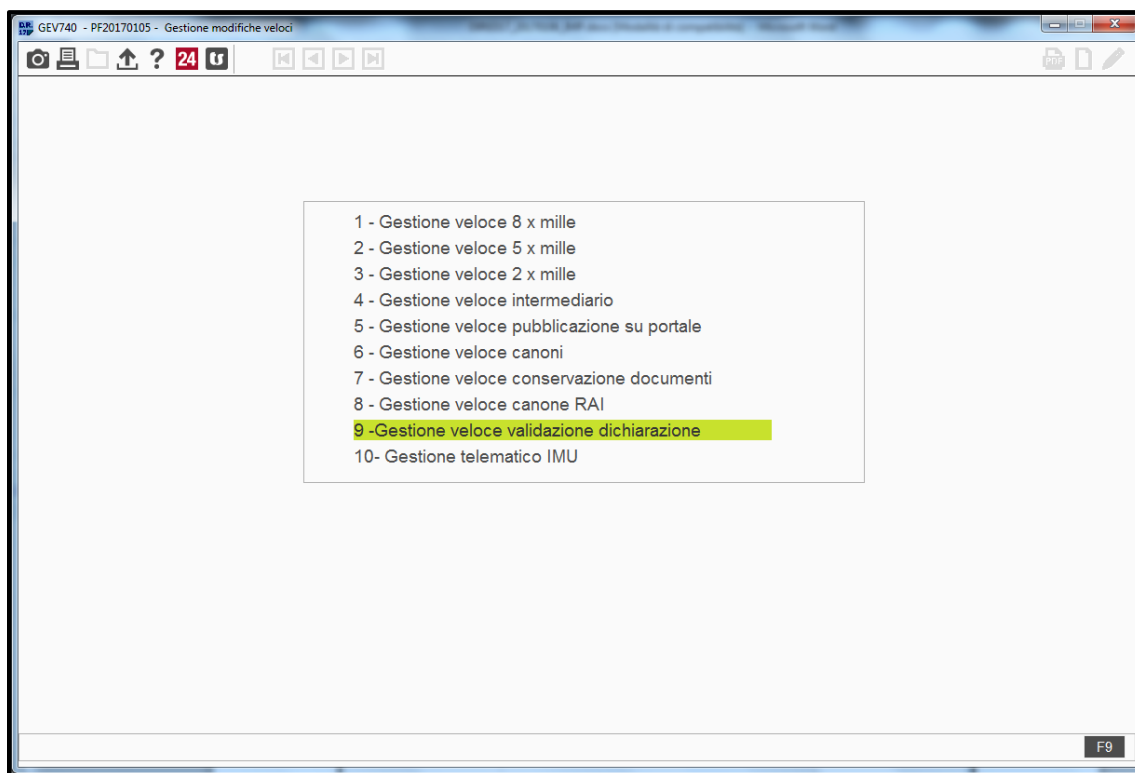 D.R.
17P
GEV740 - PF20170105 - Gestione modifiche veloci
24
PDF
1 - Gestione veloce 8 x mille
2 - Gestione veloce 5 x mille
3 - Gestione veloce 2 x mille
4 - Gestione veloce intermediario
5 - Gestione veloce pubblicazione su portale
6 - Gestione veloce canoni
7 - Gestione veloce conservazione documenti
8 - Gestione veloce canone RAI
9 -Gestione veloce validazione dichiarazione
10- Gestione telematico IMU
F9